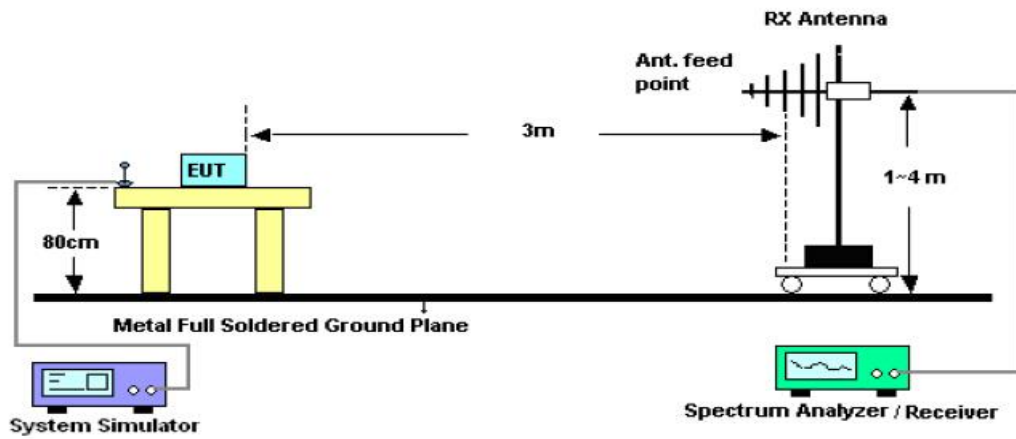 RX Antenna
Ant. feed
point
3m
EUT
1~4 m
80cm
Metal Full Soldered Ground Plane
System Simulator
Spectrum Analyzer / Receiver